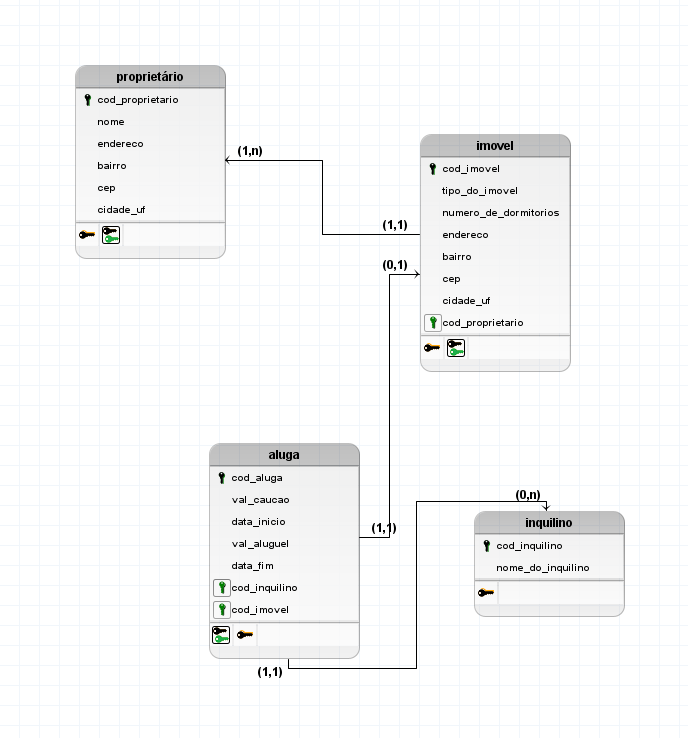 proprietário
cod_proprietario
nome
endereco
bairro
cep
cidade_uf
(1,n)
(1,1)
imovel
cod_imovel
tipo_do_imovel
numero_de_dormitorios
endereco
bairro
cep
cidade_uf
cod_proprietario
(0,1)
(1,1)
aluga
cod_aluga
val_caucao
data_inicio
val_aluguel
data_fim
cod_inquilino
cod_imovel
(1,1)
(0,n)
inquilino
cod_inquilino
nome_do_inquilino